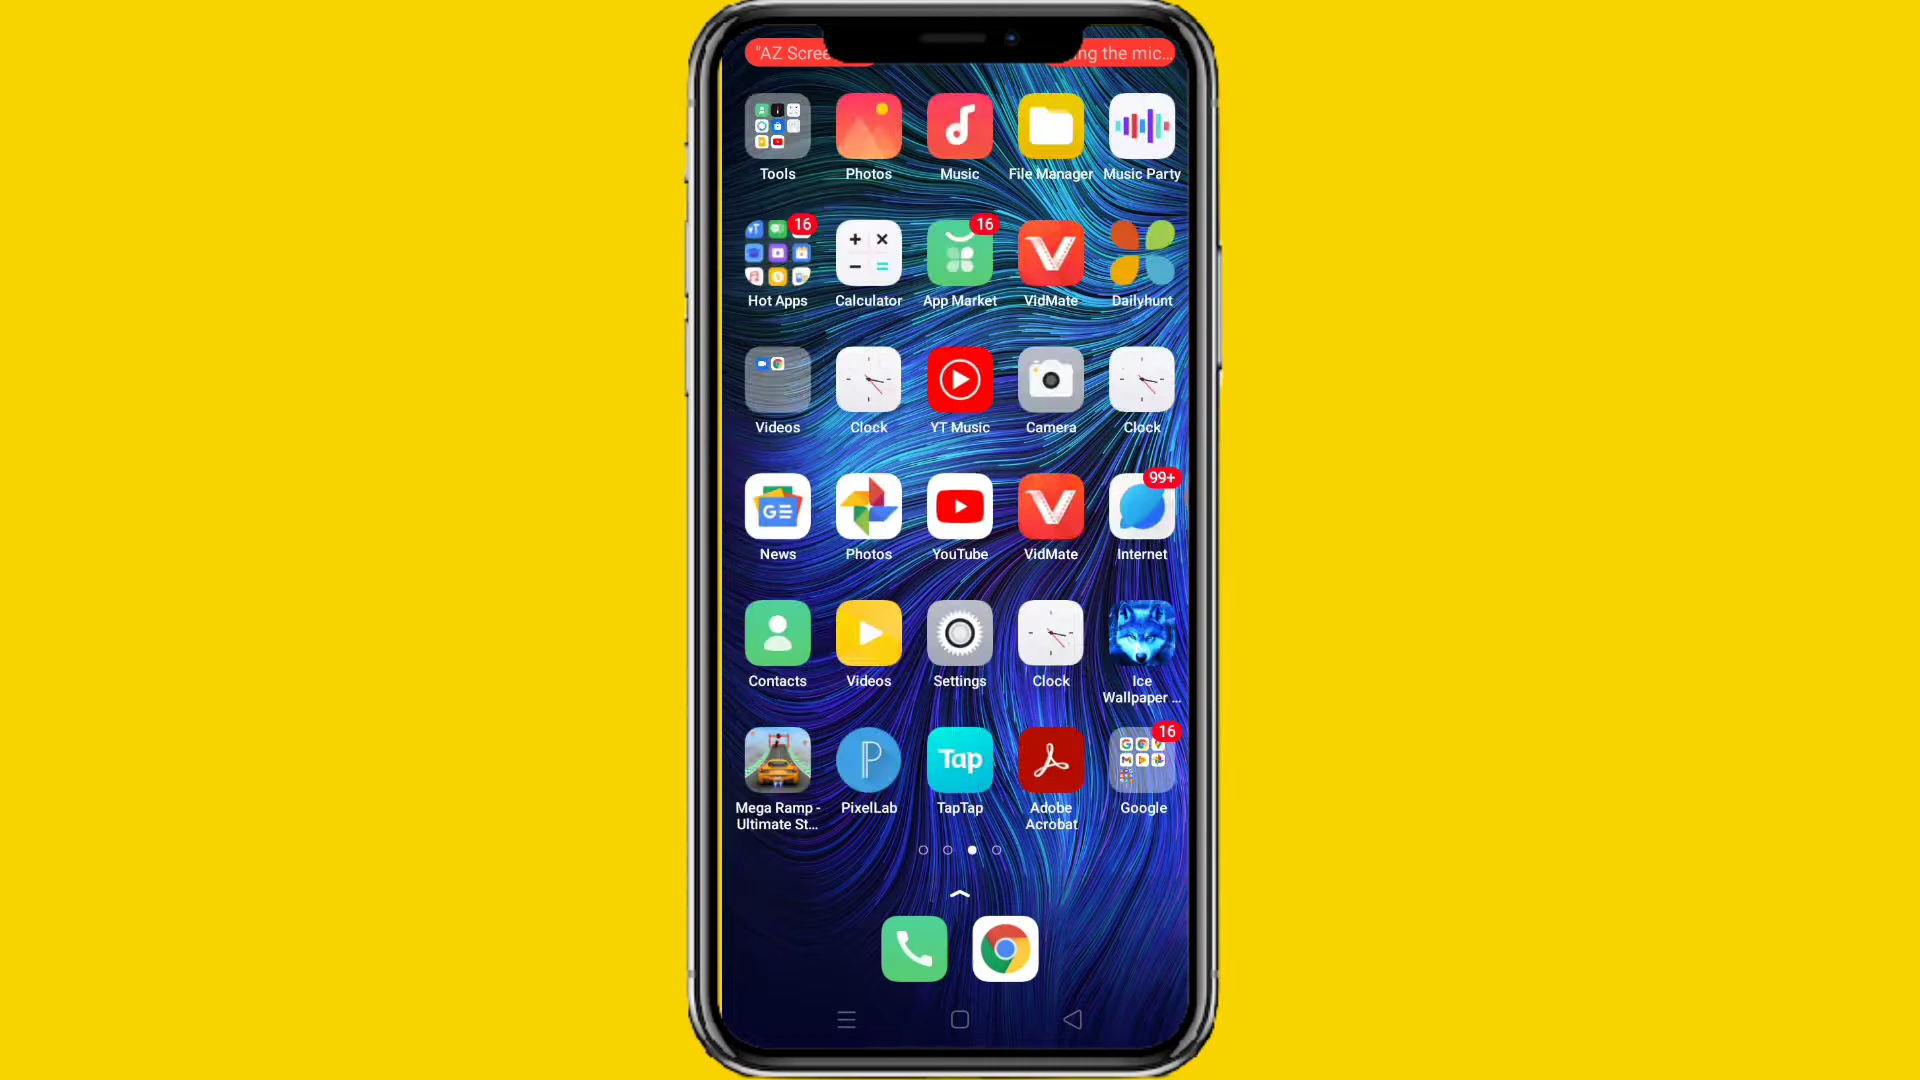 "AZ Scree
ng the mic...
Tools Photos Music File Manager Music Party
16 16
Hot Apps Calculator App Market VidMate Dailyhunt
Videos Clock YT Music Camera Clock
99+
GE
News Photos YouTube VidMate Internet
Contacts Videos Settings Clock Ice
Wallpaper ...
16
P Tap
Mega Ramp - PixelLab TapTap Adobe Google
Ultimate St... Acrobat